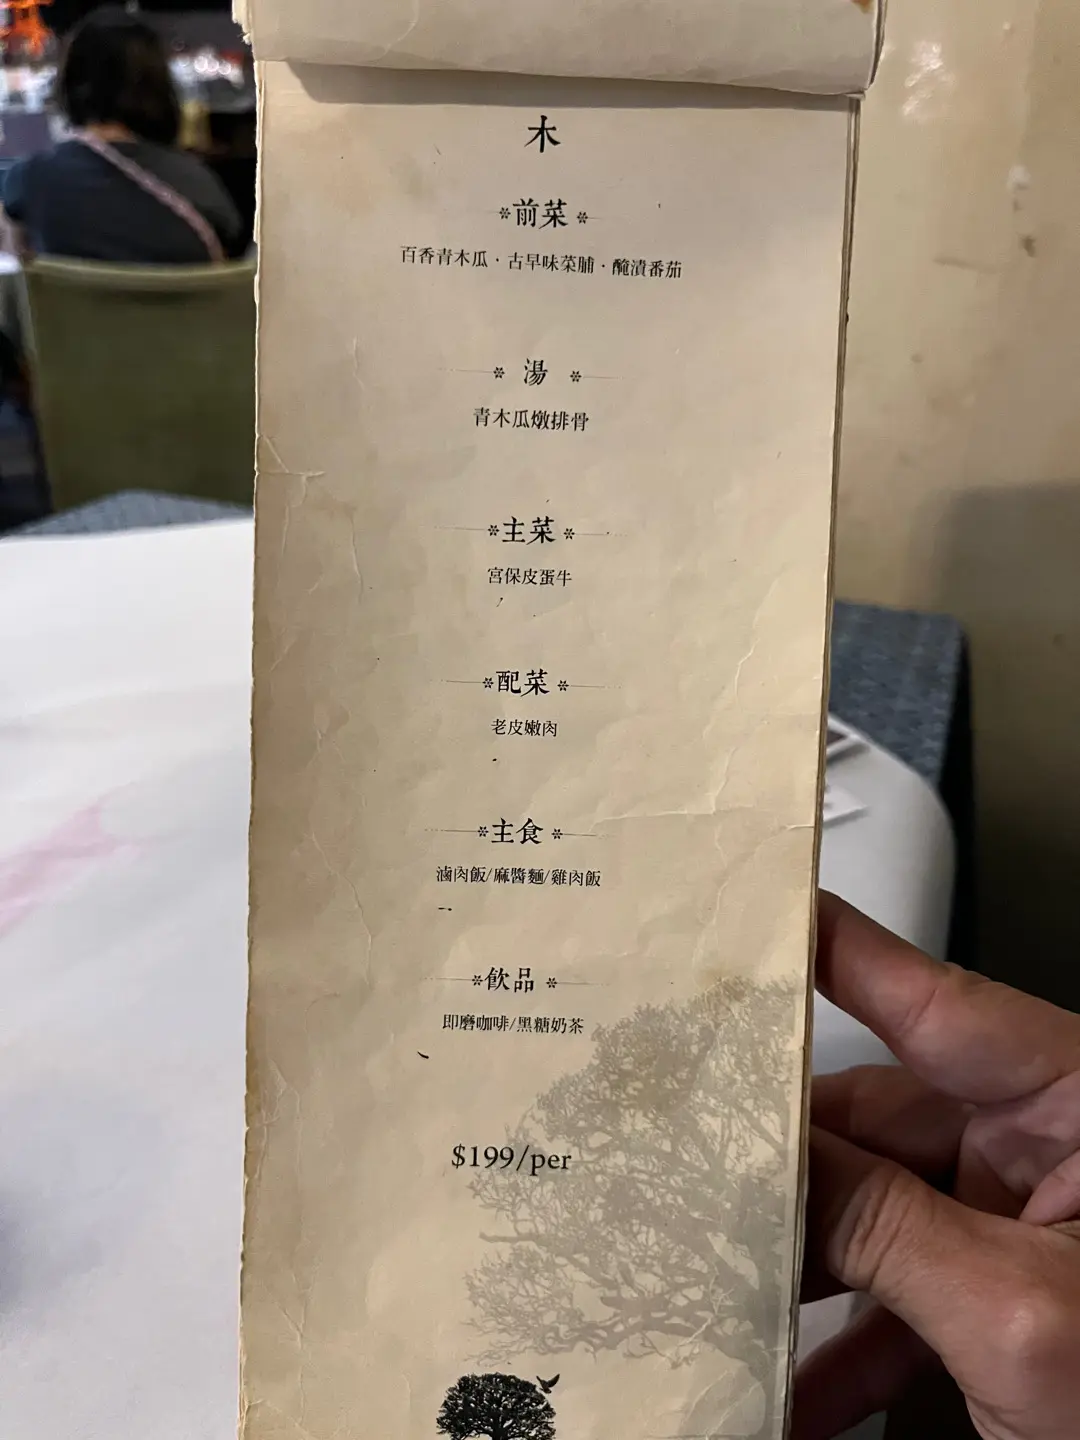 木
前菜
百香青木瓜·古早味菜脯·醃漬番茄
湯
青木瓜燉排骨
主菜
宮保皮蛋牛
配菜
老皮嫩肉
主食
滷肉飯/麻醬麵/雞肉飯
飲品
即磨咖啡/黑糖奶茶
$199/per